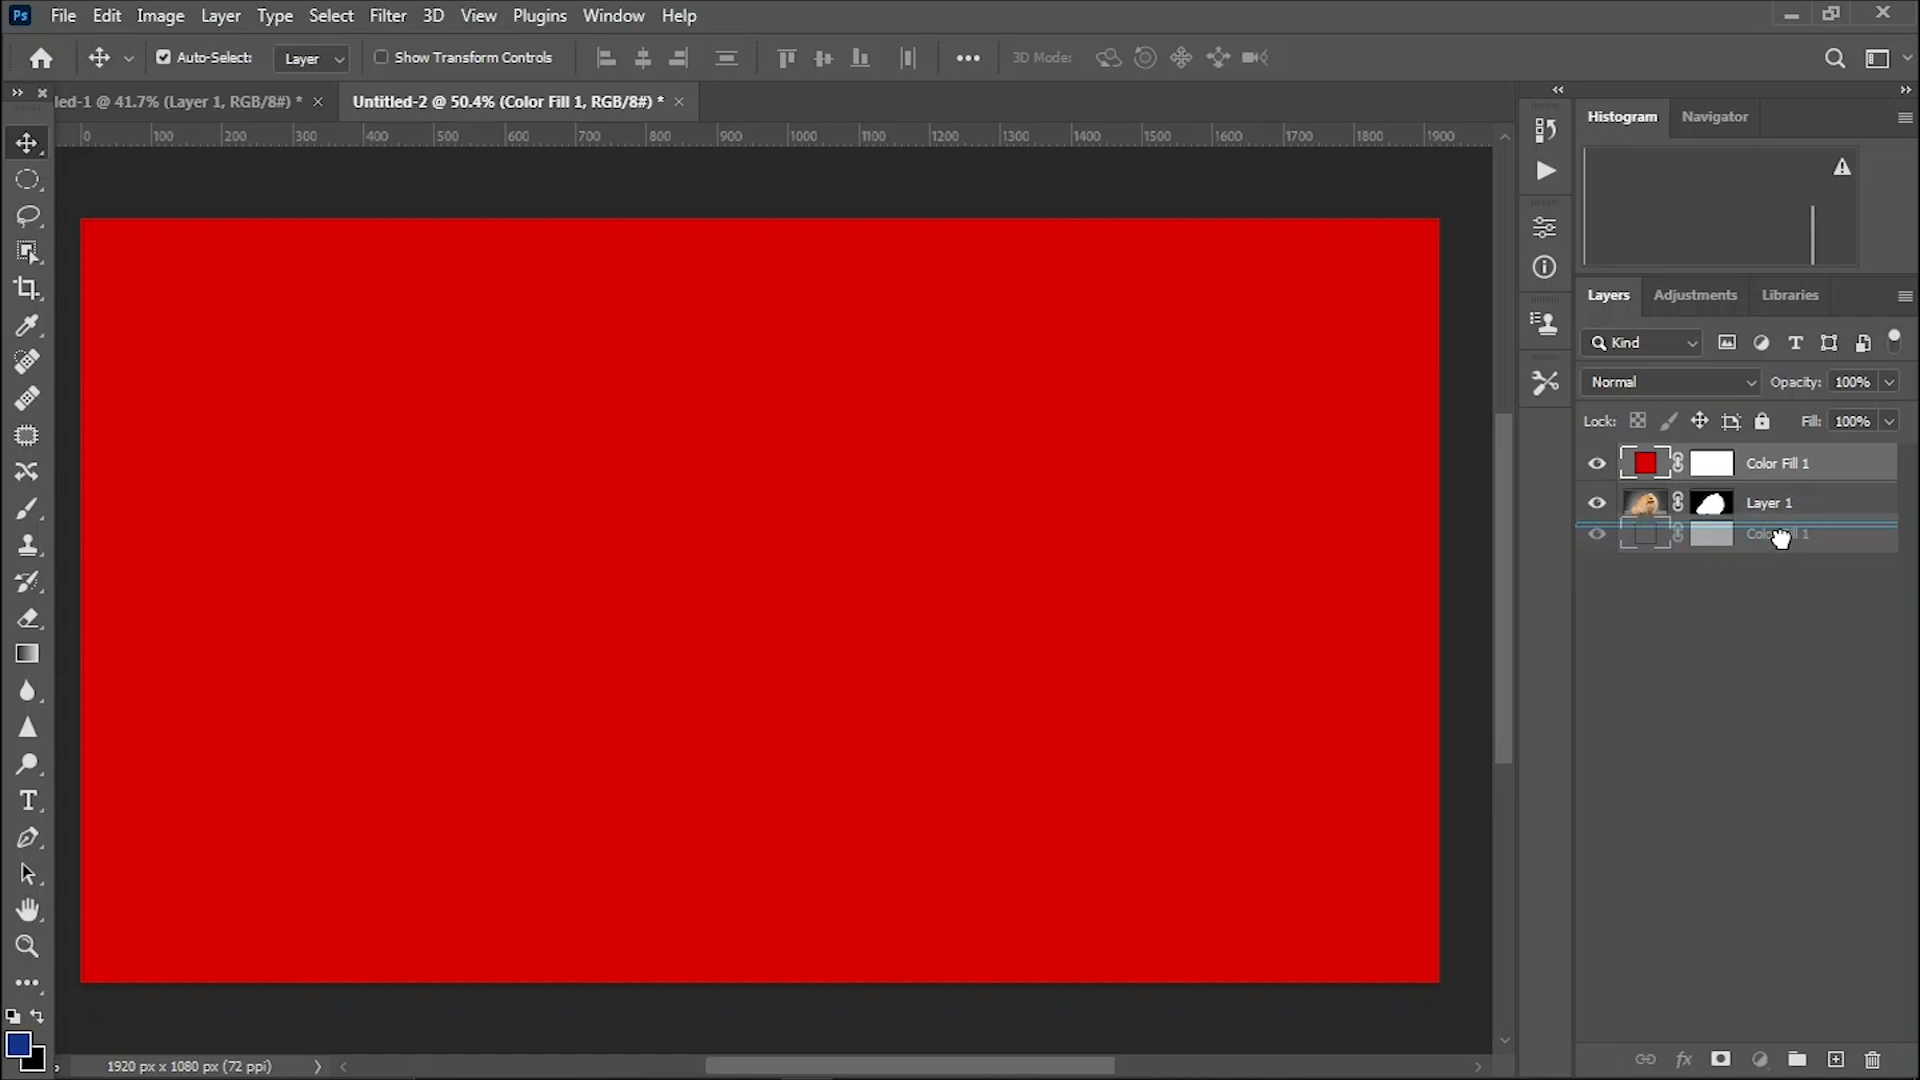 Ps File Edit Image Layer Type Select Filter 3D View Plugins Window Help
Auto-Select: Layer Show Transform Controls 3D Mode:
led-1 @ 41.7% (Layer 1, RGB/8#) * Untitled-2 @ 50.4% (Color Fill 1, RGB/8#) *
0 100 200 300 400 500 600 700 800 900 1000 1100 1200 1300 1400 1500 1600 1700 1800 1900
Histogram Navigator
Layers Adjustments Libraries
Kind
Normal Opacity: 100%
Lock: Fill: 100%
Color Fill 1
Layer 1
Color Fill 1
fx
1920 px x 1080 px (72 ppi)